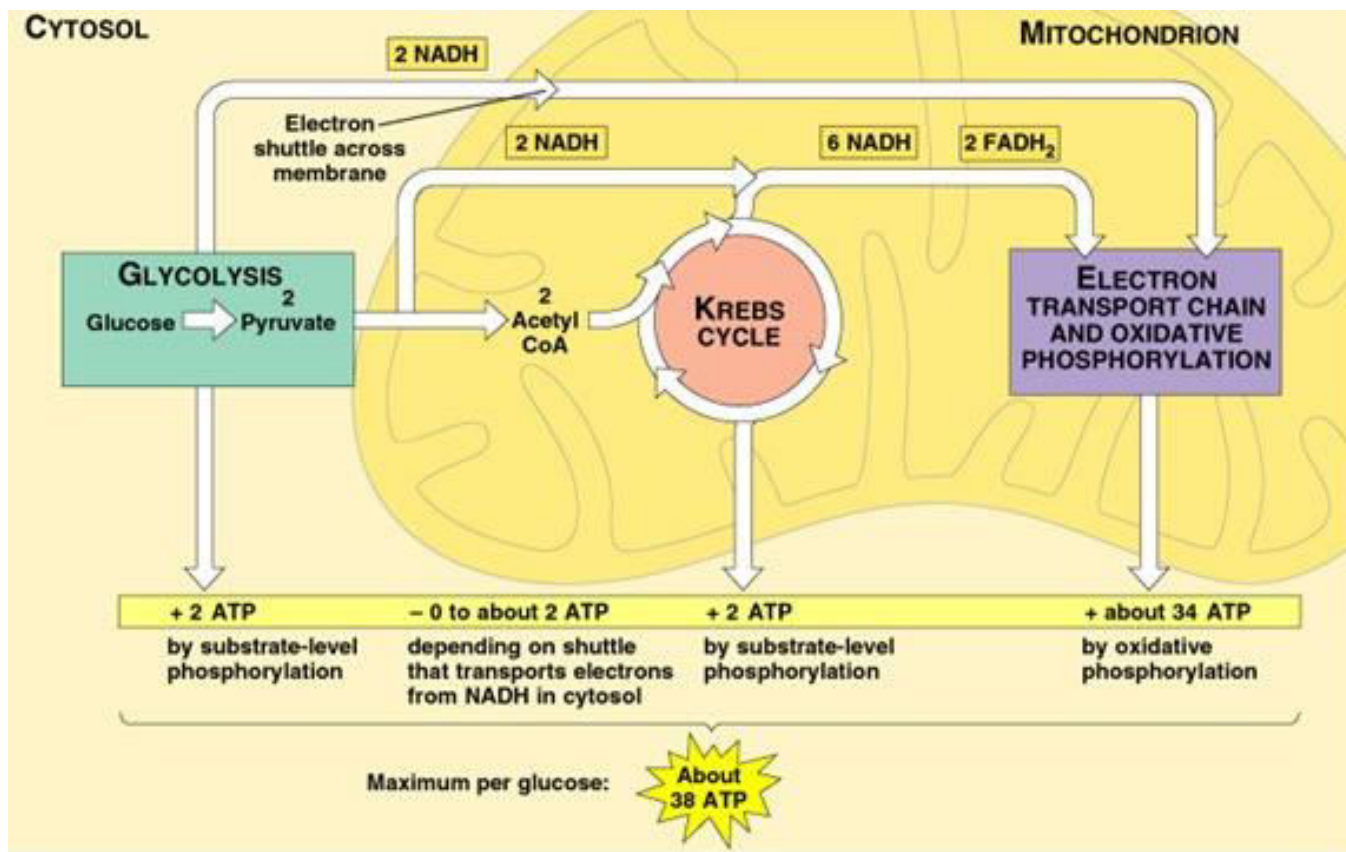 CYTOSOL
MITOCHONDRION
2 NADH
Electron
shuttle across
membrane
2 NADH
6 NADH
2 FADH₂
GLYCOLYSIS
2
Glucose
Pyruvate
2
Acetyl
CoA
KREBS
CYCLE
ELECTRON
TRANSPORT CHAIN
AND OXIDATIVE
PHOSPHORYLATION
+ 2 ATP
by substrate-level
phosphorylation
– 0 to about 2 ATP
depending on shuttle
that transports electrons
from NADH in cytosol
+ 2 ATP
by substrate-level
phosphorylation
+ about 34 ATP
by oxidative
phosphorylation
Maximum per glucose:
About
38 ATP